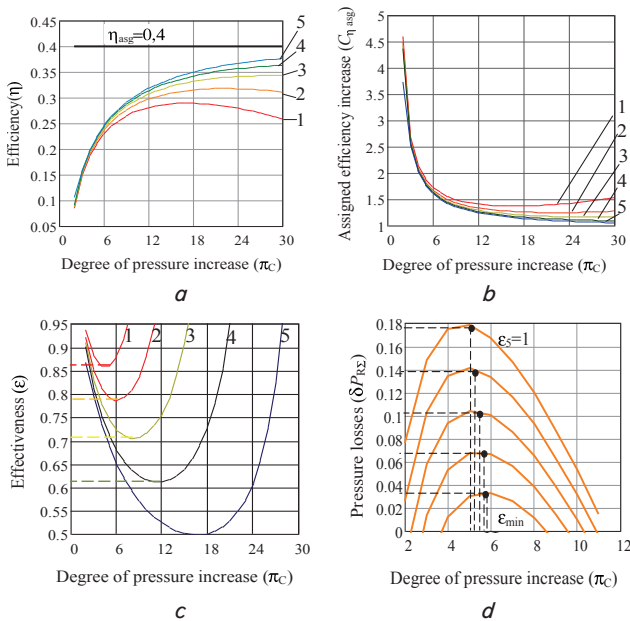 0.45
0.4
0.35
0.3
0.25
0.2
0.15
0.1
0.05
η_asg=0,4
5
4
3
2
1
Efficiency(η)
0 6 12 18 24 30
Degree of pressure increase (π_C)
a
5
4.5
4
3.5
3
2.5
2
1.5
1
1
2
3
4
5
Assigned efficiency increase (C_η asg)
0 6 12 18 24 30
Degree of pressure increase (π_C)
b
0.95
0.9
0.85
0.8
0.75
0.7
0.65
0.6
0.55
0.5
1 2 3 4 5
Effectiveness (ε)
0 6 12 18 24 30
Degree of pressure increase (π_C)
c
0.18
0.16
0.14
0.12
0.1
0.08
0.06
0.04
0.02
0
ε₅=1
ε_min
Pressure losses (δP_RΣ)
2 4 6 8 10 12
Degree of pressure increase (π_C)
d